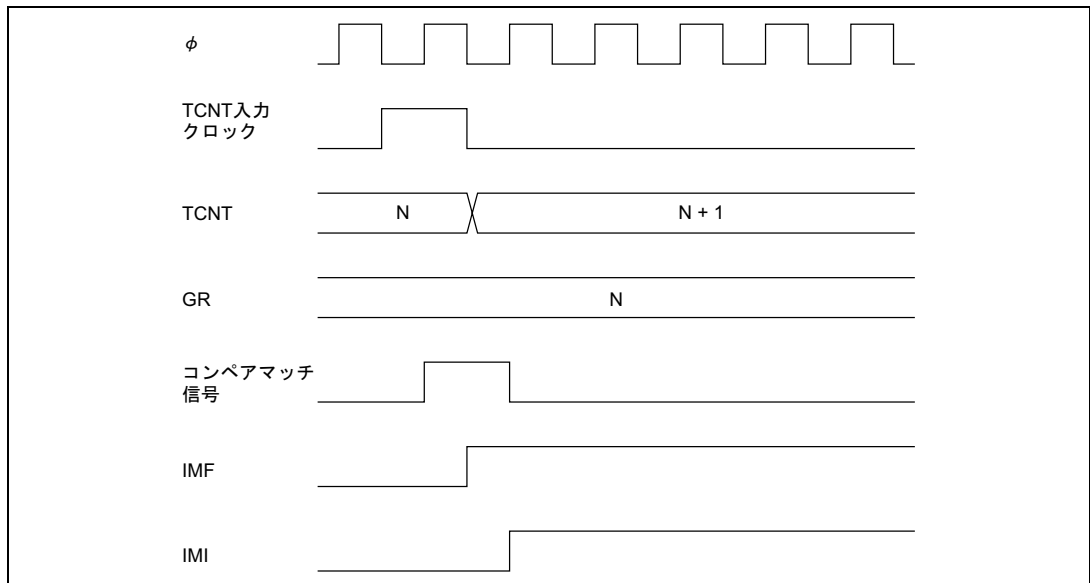 φ
TCNT入力
クロック
TCNT
N
N + 1
GR
N
コンペアマッチ
信号
IMF
IMI